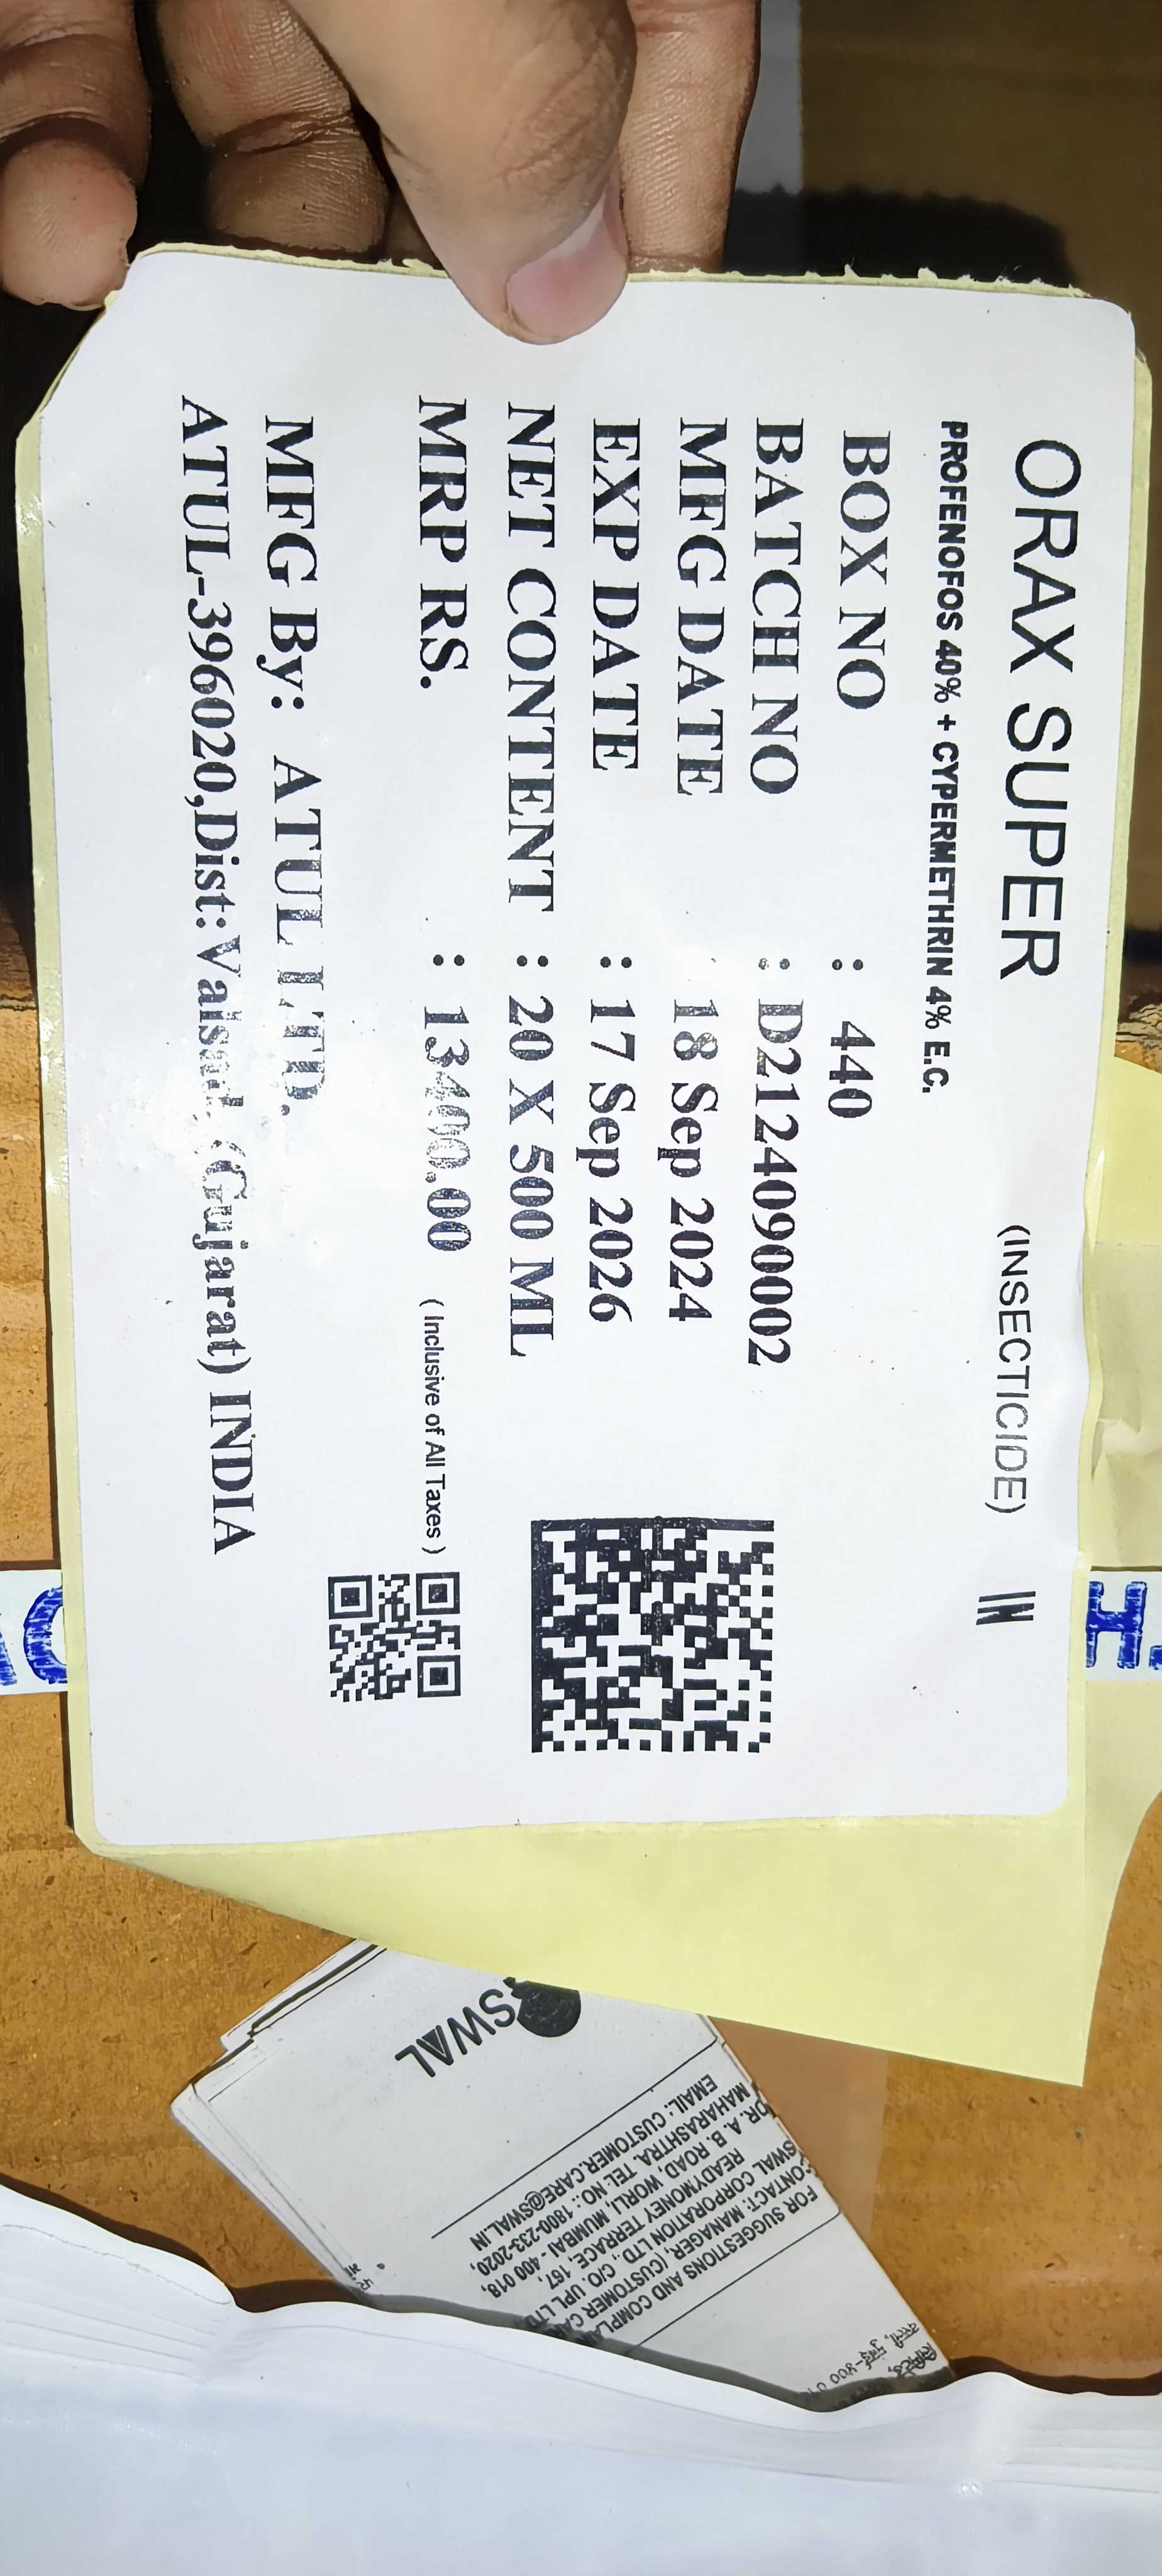 ORAX SUPER (INSECTICIDE) IN
PROFENOFOS 40% + CYPERMETHRIN 4% E.C.
BOX NO : 440
BATCH NO : D2124090002
MFG DATE 18 Sep 2024
EXP DATE : 17 Sep 2026
NET CONTENT : 20 X 500 ML
MRP RS. : 13400.00 ( Inclusive of All Taxes )
MFG By: ATUL LTD.
ATUL-396020,Dist:Valsad, (Gujarat) INDIA
SWAL
FOR SUGGESTIONS AND
CONTACT: MANAGER, (CUSTOMER
SWAL CORPORATION LTD, C/O. UPL LTD
READYMONEY TERRACE, 167,
DR. A. B. ROAD, WORLI, MUMBAI - 400 018,
MAHARASHTRA. TEL NO.: 1800-233-2020,
EMAIL: CUSTOMER.CARE@SWAL.IN